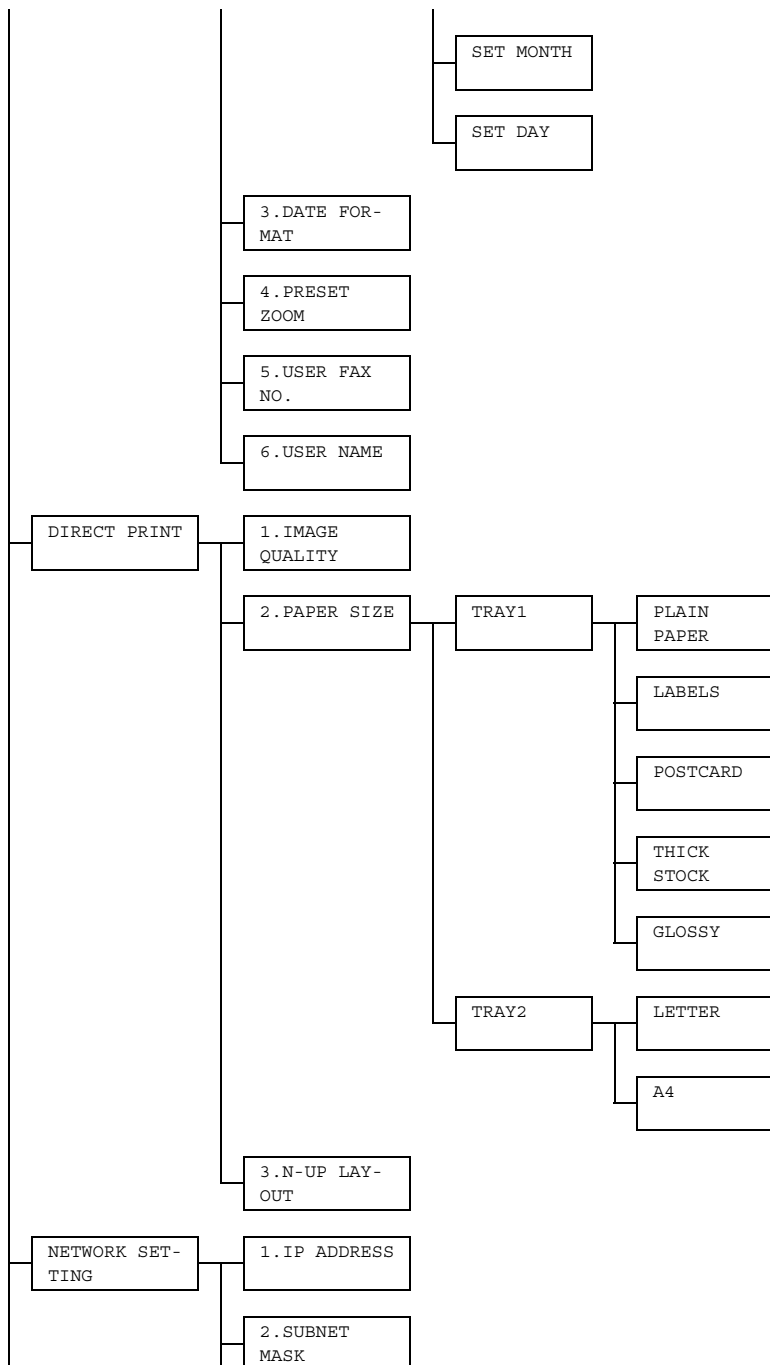 SET MONTH
SET DAY
3.DATE FOR-
MAT
4.PRESET
ZOOM
5.USER FAX
NO.
6.USER NAME
DIRECT PRINT
1.IMAGE
QUALITY
2.PAPER SIZE
TRAY1
PLAIN
PAPER
LABELS
POSTCARD
THICK
STOCK
GLOSSY
TRAY2
LETTER
A4
3.N-UP LAY-
OUT
NETWORK SET-
TING
1.IP ADDRESS
2.SUBNET
MASK